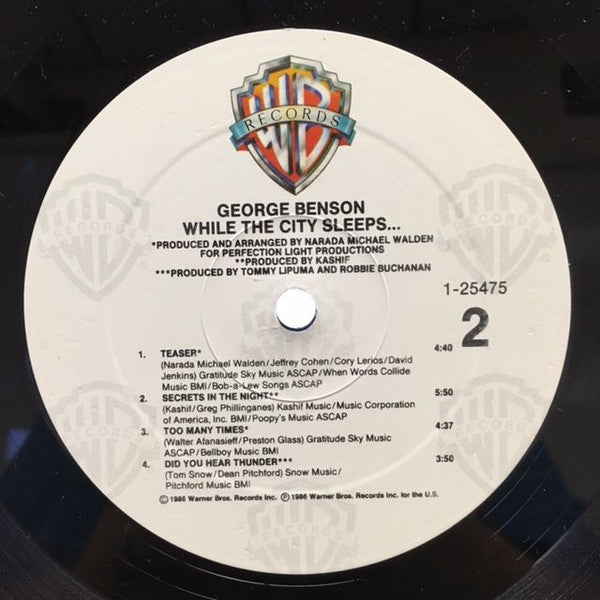 WB
RECORDS
GEORGE BENSON
WHILE THE CITY SLEEPS...
*PRODUCED AND ARRANGED BY NARADA MICHAEL WALDEN
FOR PERFECTION LIGHT PRODUCTIONS
**PRODUCED BY KASHIF
***PRODUCED BY TOMMY LIPUMA AND ROBBIE BUCHANAN
1-25475
2
1. TEASER* 4:40
(Narada Michael Walden/Jeffrey Cohen/Cory Lerios/David
Jenkins) Gratitude Sky Music ASCAP/When Words Collide
Music BMI/Bob-a-Lew Songs ASCAP
2. SECRETS IN THE NIGHT** 5:50
(Kashif/Greg Phillinganes) Kashif Music/Music Corporation
of America, Inc. BMI/Poopy's Music ASCAP
3. TOO MANY TIMES* 4:37
(Walter Afanasieff/Preston Glass) Gratitude Sky Music
ASCAP/Bellboy Music BMI
4. DID YOU HEAR THUNDER*** 3:50
(Tom Snow/Dean Pitchford) Snow Music/
Pitchford Music BMI
©1986 Warner Bros. Records Inc. ℗1986 Warner Bros. Records Inc. for the U.S.